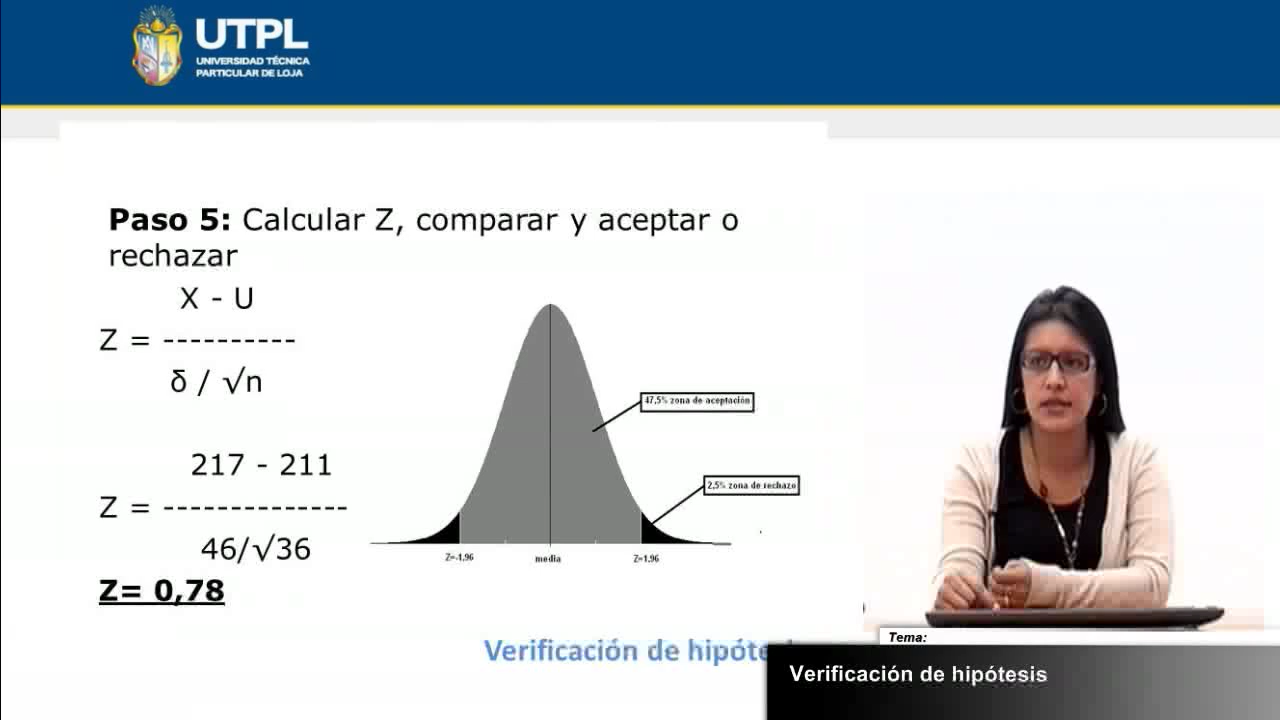 UTPL
UNIVERSIDAD TÉCNICA
PARTICULAR DE LOJA
Paso 5: Calcular Z, comparar y aceptar o
rechazar
X - U
Z = ----------
δ / √n
217 - 211
Z = --------------
46/√36
Z= 0,78
47,5% zona de aceptación
2,5% zona de rechazo
Z=-1,96
media
Z=1,96
Verificación de
Tema:
Verificación de hipótesis